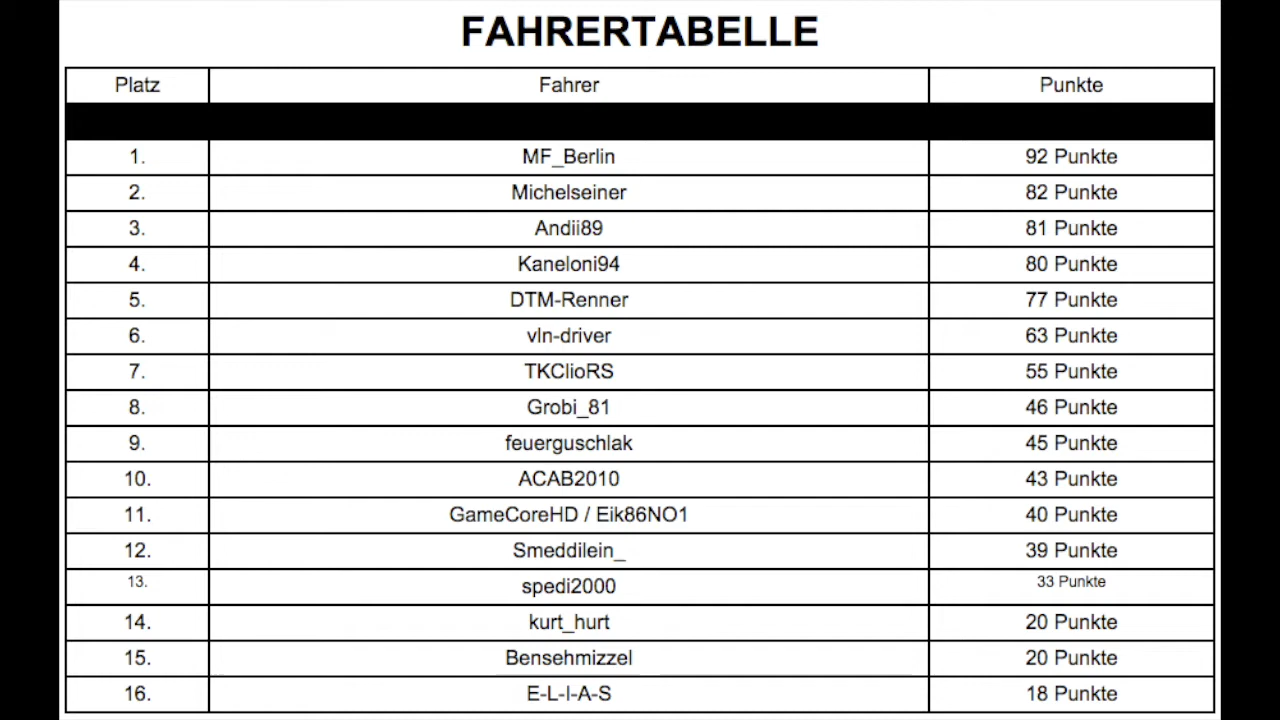 FAHRERTABELLE
Platz Fahrer Punkte
1. MF_Berlin 92 Punkte
2. Michelseiner 82 Punkte
3. Andii89 81 Punkte
4. Kaneloni94 80 Punkte
5. DTM-Renner 77 Punkte
6. vln-driver 63 Punkte
7. TKClioRS 55 Punkte
8. Grobi_81 46 Punkte
9. feuerguschlak 45 Punkte
10. ACAB2010 43 Punkte
11. GameCoreHD / Eik86NO1 40 Punkte
12. Smeddilein_ 39 Punkte
13. spedi2000 33 Punkte
14. kurt_hurt 20 Punkte
15. Bensehmizzel 20 Punkte
16. E-L-I-A-S 18 Punkte